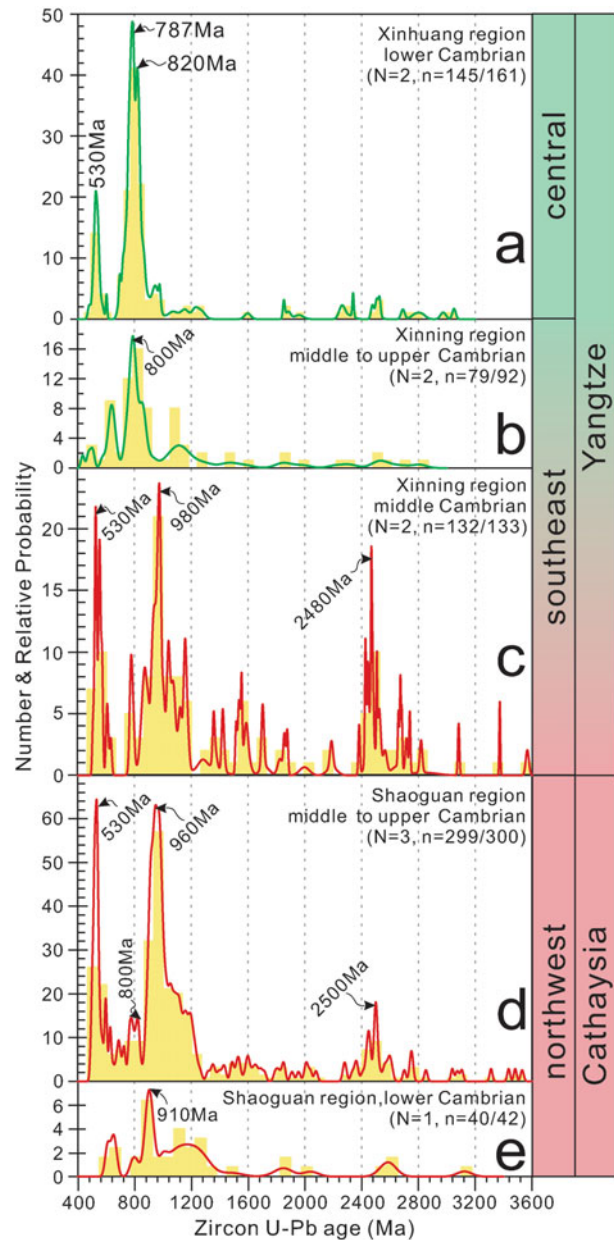 Number & Relative Probability
50
40
30
20
10
0
787Ma
820Ma
530Ma
Xinhuang region
lower Cambrian
(N=2, n=145/161)
a
16
12
8
4
0
800Ma
Xinning region
middle to upper Cambrian
(N=2, n=79/92)
b
20
15
10
5
0
530Ma
980Ma
2480Ma
Xinning region
middle Cambrian
(N=2, n=132/133)
c
60
50
40
30
20
10
0
530Ma
960Ma
800Ma
2500Ma
Shaoguan region
middle to upper Cambrian
(N=3, n=299/300)
d
6
4
2
0
910Ma
Shaoguan region,lower Cambrian
(N=1, n=40/42)
e
400 800 1200 1600 2000 2400 2800 3200 3600
Zircon U-Pb age (Ma)
central
southeast
northwest
Yangtze
Cathaysia